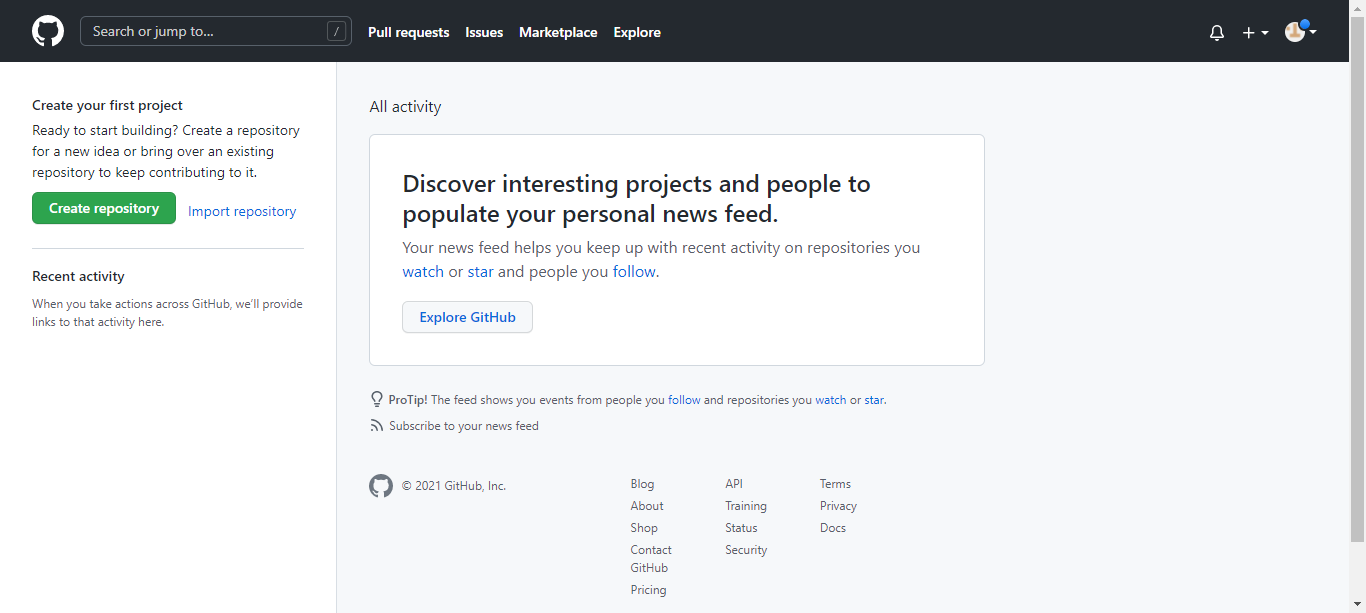 Search or jump to... /
Pull requests
Issues
Marketplace
Explore
Create your first project
Ready to start building? Create a repository
for a new idea or bring over an existing
repository to keep contributing to it.
Create repository
Import repository
Recent activity
When you take actions across GitHub, we'll provide
links to that activity here.
All activity
Discover interesting projects and people to
populate your personal news feed.
Your news feed helps you keep up with recent activity on repositories you
watch or star and people you follow.
Explore GitHub
ProTip! The feed shows you events from people you follow and repositories you watch or star.
Subscribe to your news feed
© 2021 GitHub, Inc.
Blog
About
Shop
Contact
GitHub
Pricing
API
Training
Status
Security
Terms
Privacy
Docs